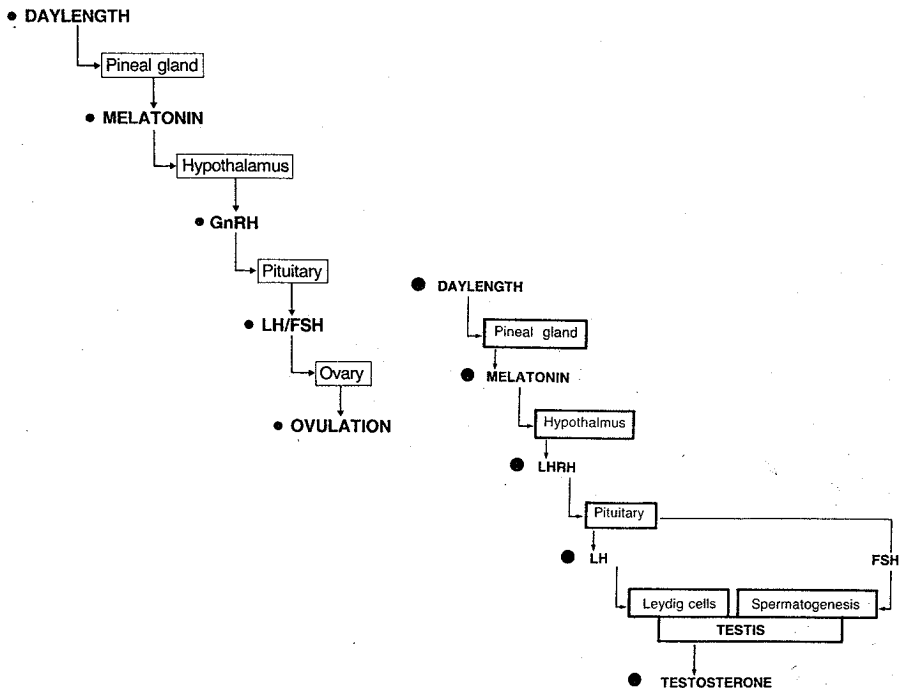 • DAYLENGTH
Pineal gland
• MELATONIN
Hypothalamus
• GnRH
Pituitary
• LH/FSH
Ovary
• OVULATION
● DAYLENGTH
Pineal gland
● MELATONIN
Hypothalmus
● LHRH
Pituitary
● LH
FSH
Leydig cells
Spermatogenesis
TESTIS
● TESTOSTERONE